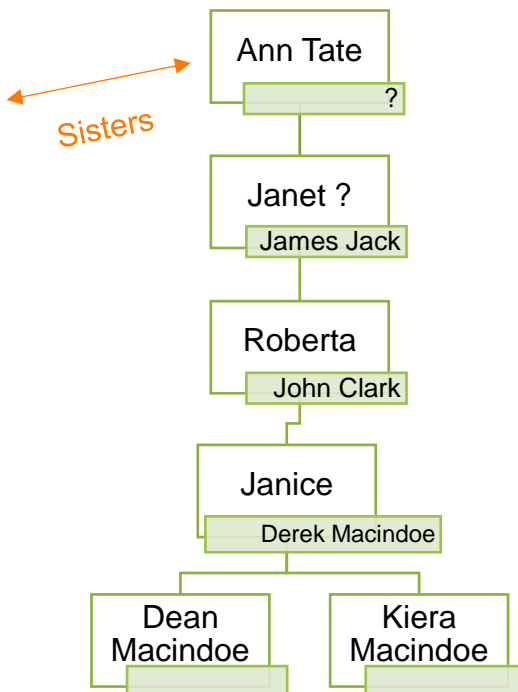 Ann Tate
?
Sisters
Janet ?
James Jack
Roberta
John Clark
Janice
Derek Macindoe
Dean
Macindoe
Kiera
Macindoe